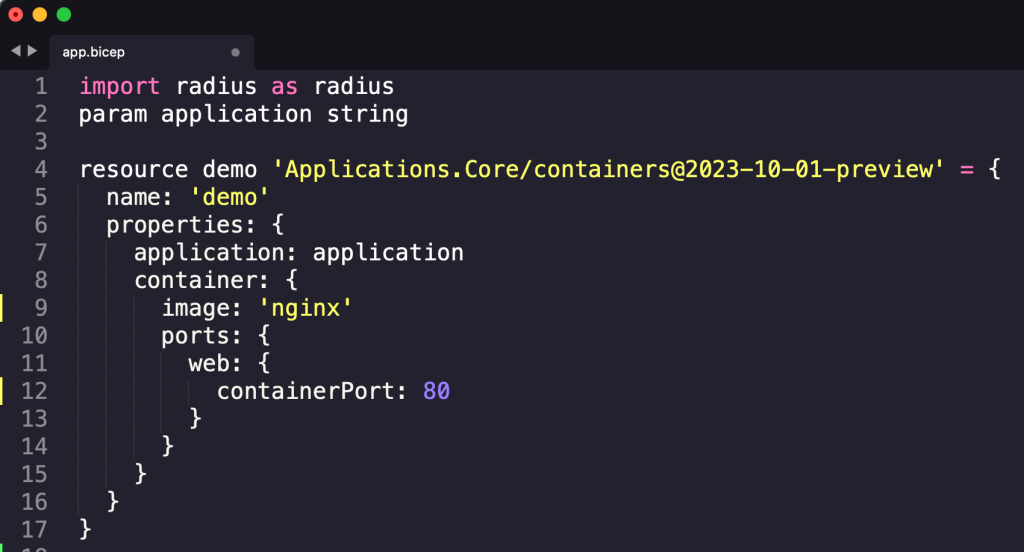 app.bicep
1 import radius as radius
2 param application string
3
4 resource demo 'Applications.Core/containers@2023-10-01-preview' = {
5   name: 'demo'
6   properties: {
7     application: application
8     container: {
9       image: 'nginx'
10       ports: {
11         web: {
12           containerPort: 80
13         }
14       }
15     }
16   }
17 }
18